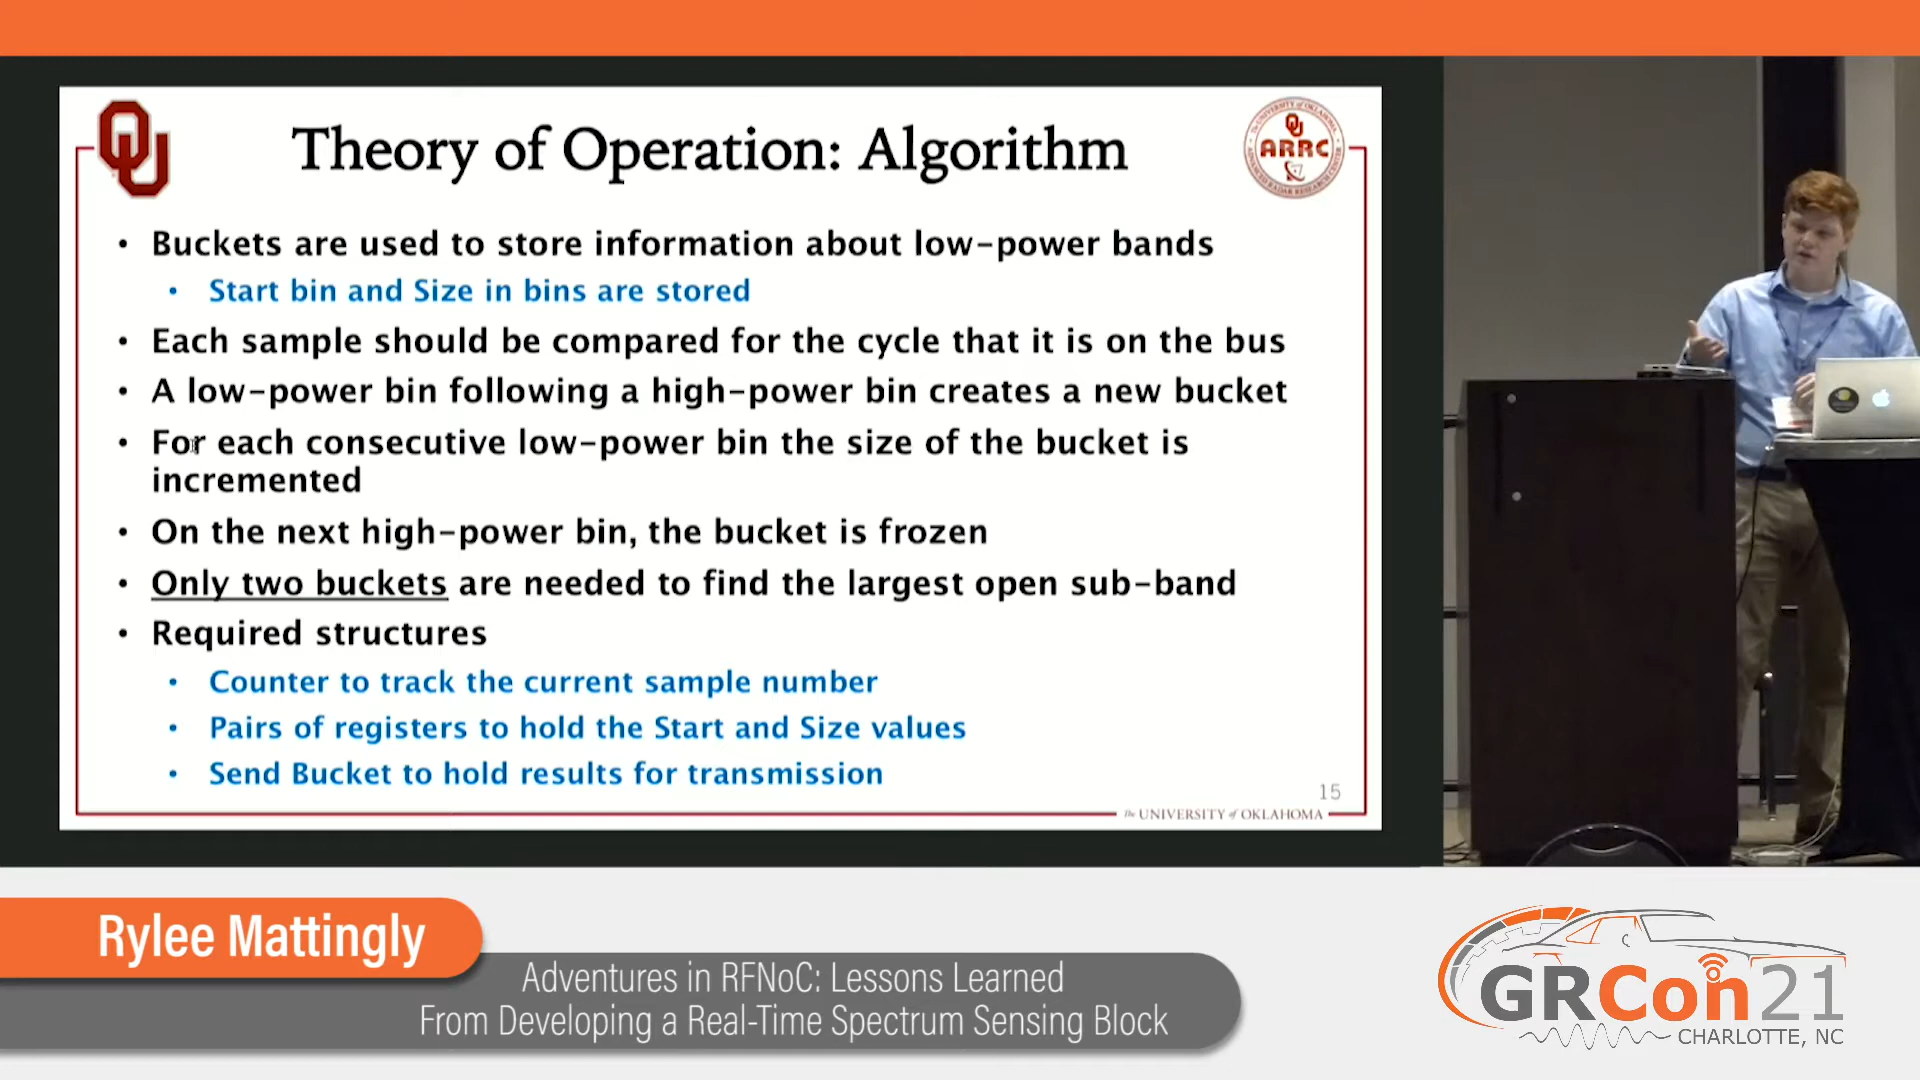 OU
Theory of Operation: Algorithm
OU
ARRC
• Buckets are used to store information about low-power bands
• Start bin and Size in bins are stored
• Each sample should be compared for the cycle that it is on the bus
• A low-power bin following a high-power bin creates a new bucket
• For each consecutive low-power bin the size of the bucket is
incremented
• On the next high-power bin, the bucket is frozen
• Only two buckets are needed to find the largest open sub-band
• Required structures
• Counter to track the current sample number
• Pairs of registers to hold the Start and Size values
• Send Bucket to hold results for transmission
15
The UNIVERSITY of OKLAHOMA
Rylee Mattingly
Adventures in RFNoC: Lessons Learned
From Developing a Real-Time Spectrum Sensing Block
GRCon21
CHARLOTTE, NC